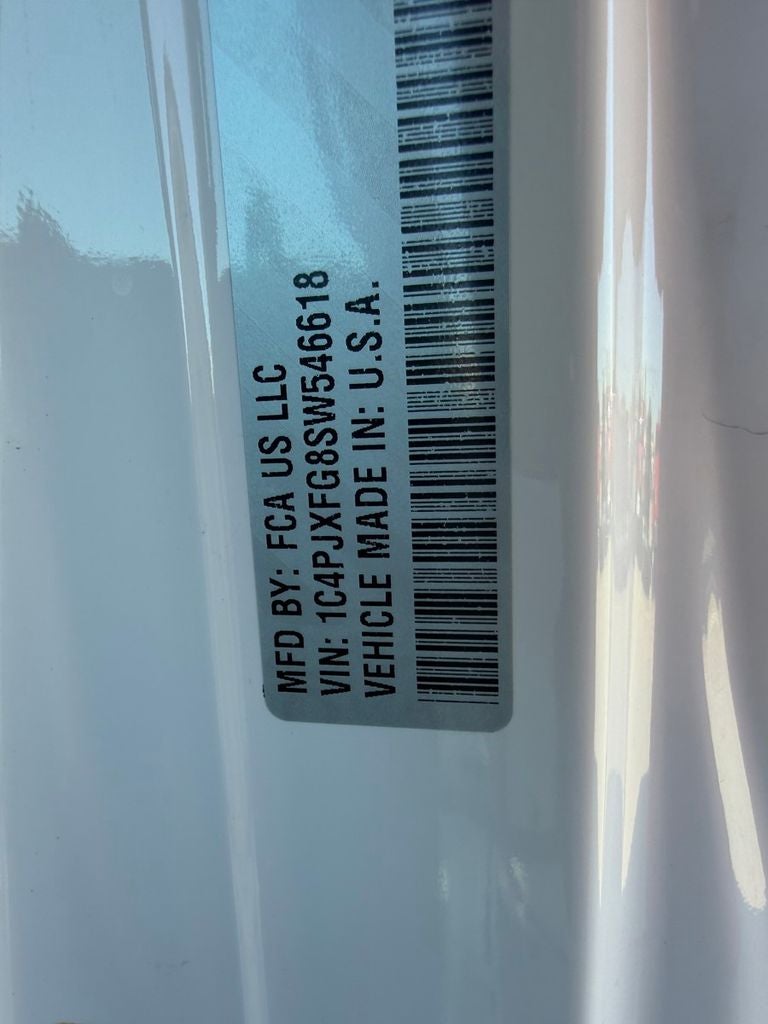 MFD BY: FCA US LLC
VIN: 1C4PJXFG8SW546618
VEHICLE MADE IN: U.S.A.